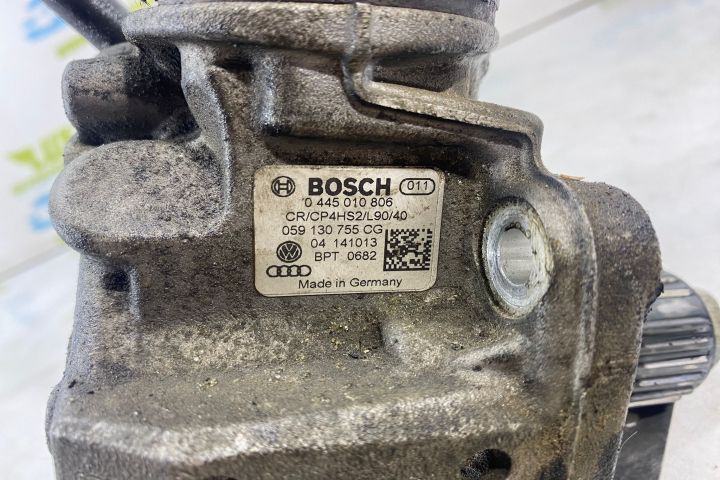 BOSCH 011
0 445 010 806
CR/CP4HS2/L90/40
059 130 755 CG
04 141013
BPT 0682
Made in Germany